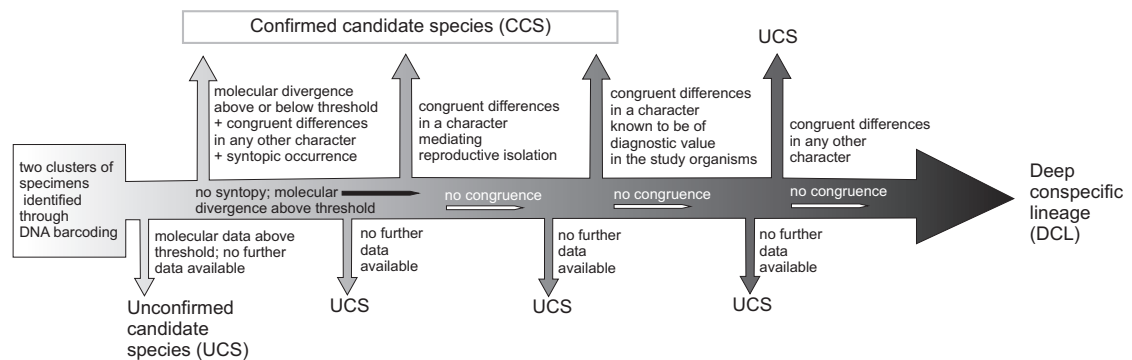 Confirmed candidate species (CCS)
UCS
molecular divergence
above or below threshold
+ congruent differences
in any other character
+ syntopic occurrence
congruent differences
in a character
mediating
reproductive isolation
congruent differences
in a character
known to be of
diagnostic value
in the study organisms
congruent differences
in any other
character
two clusters of
specimens
identified
through
DNA barcoding
no syntopy; molecular
divergence above threshold
no congruence
no congruence
no congruence
Deep
conspecific
lineage
(DCL)
molecular data above
threshold; no further
data available
no further
data
available
no further
data
available
no further
data
available
Unconfirmed
candidate
species (UCS)
UCS
UCS
UCS